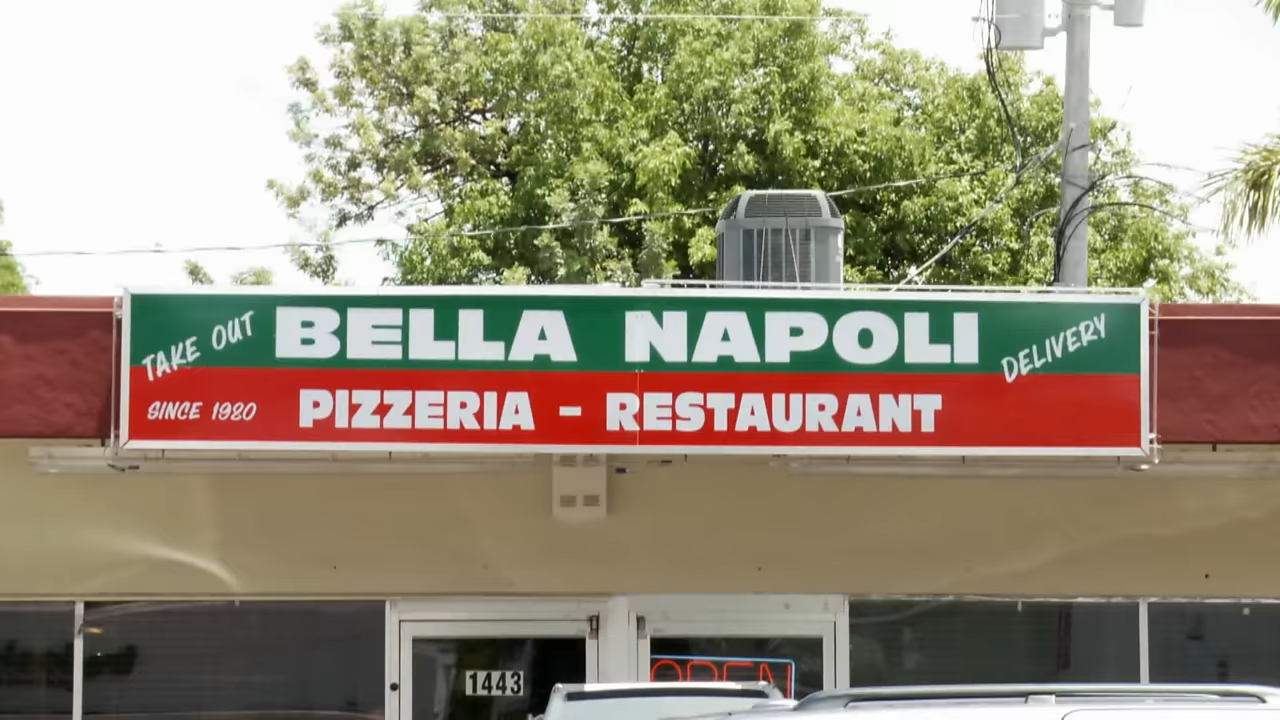 TAKE OUT
BELLA NAPOLI
DELIVERY
SINCE 1980
PIZZERIA - RESTAURANT
1443
OPEN